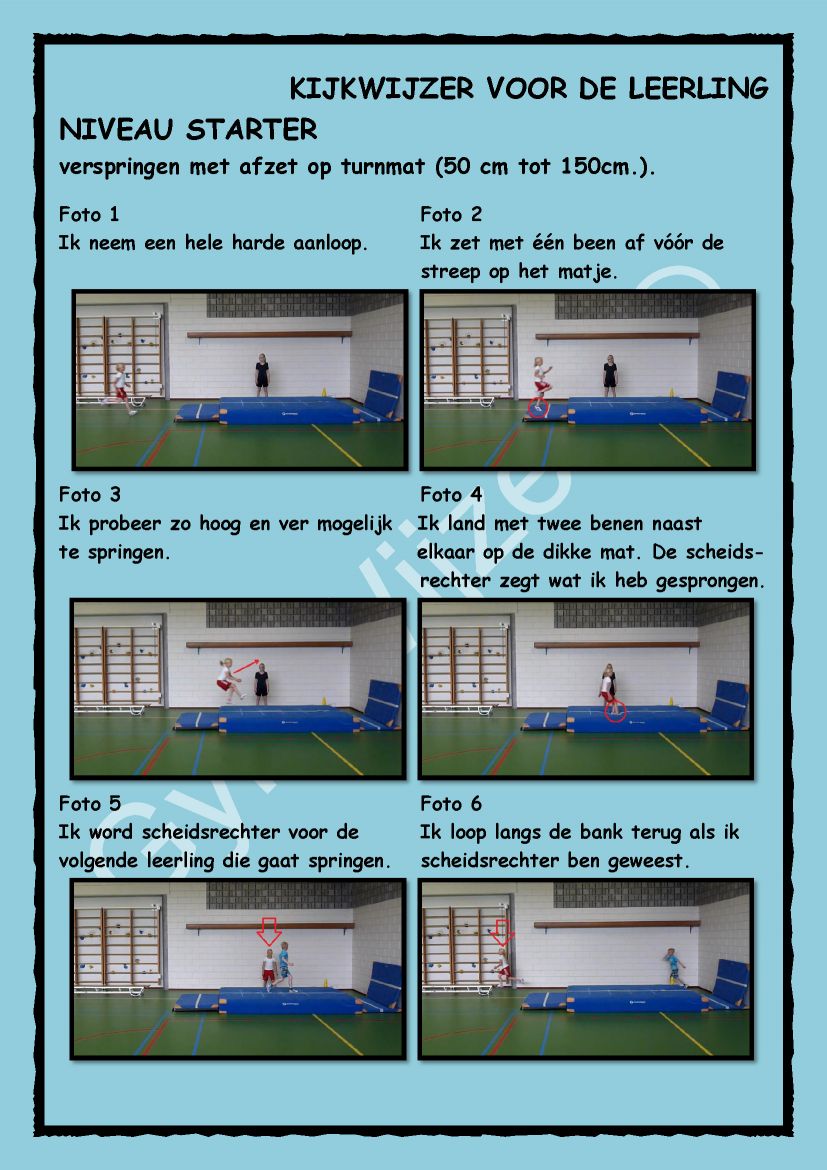 KIJKWIJZER VOOR DE LEERLING
NIVEAU STARTER
verspringen met afzet op turnmat (50 cm tot 150cm.).
Foto 1
Ik neem een hele harde aanloop.
Foto 2
Ik zet met één been af vóór de
streep op het matje.
Foto 3
Ik probeer zo hoog en ver mogelijk
te springen.
Foto 4
Ik land met twee benen naast
elkaar op de dikke mat. De scheids-
rechter zegt wat ik heb gesprongen.
Foto 5
Ik word scheidsrechter voor de
volgende leerling die gaat springen.
Foto 6
Ik loop langs de bank terug als ik
scheidsrechter ben geweest.